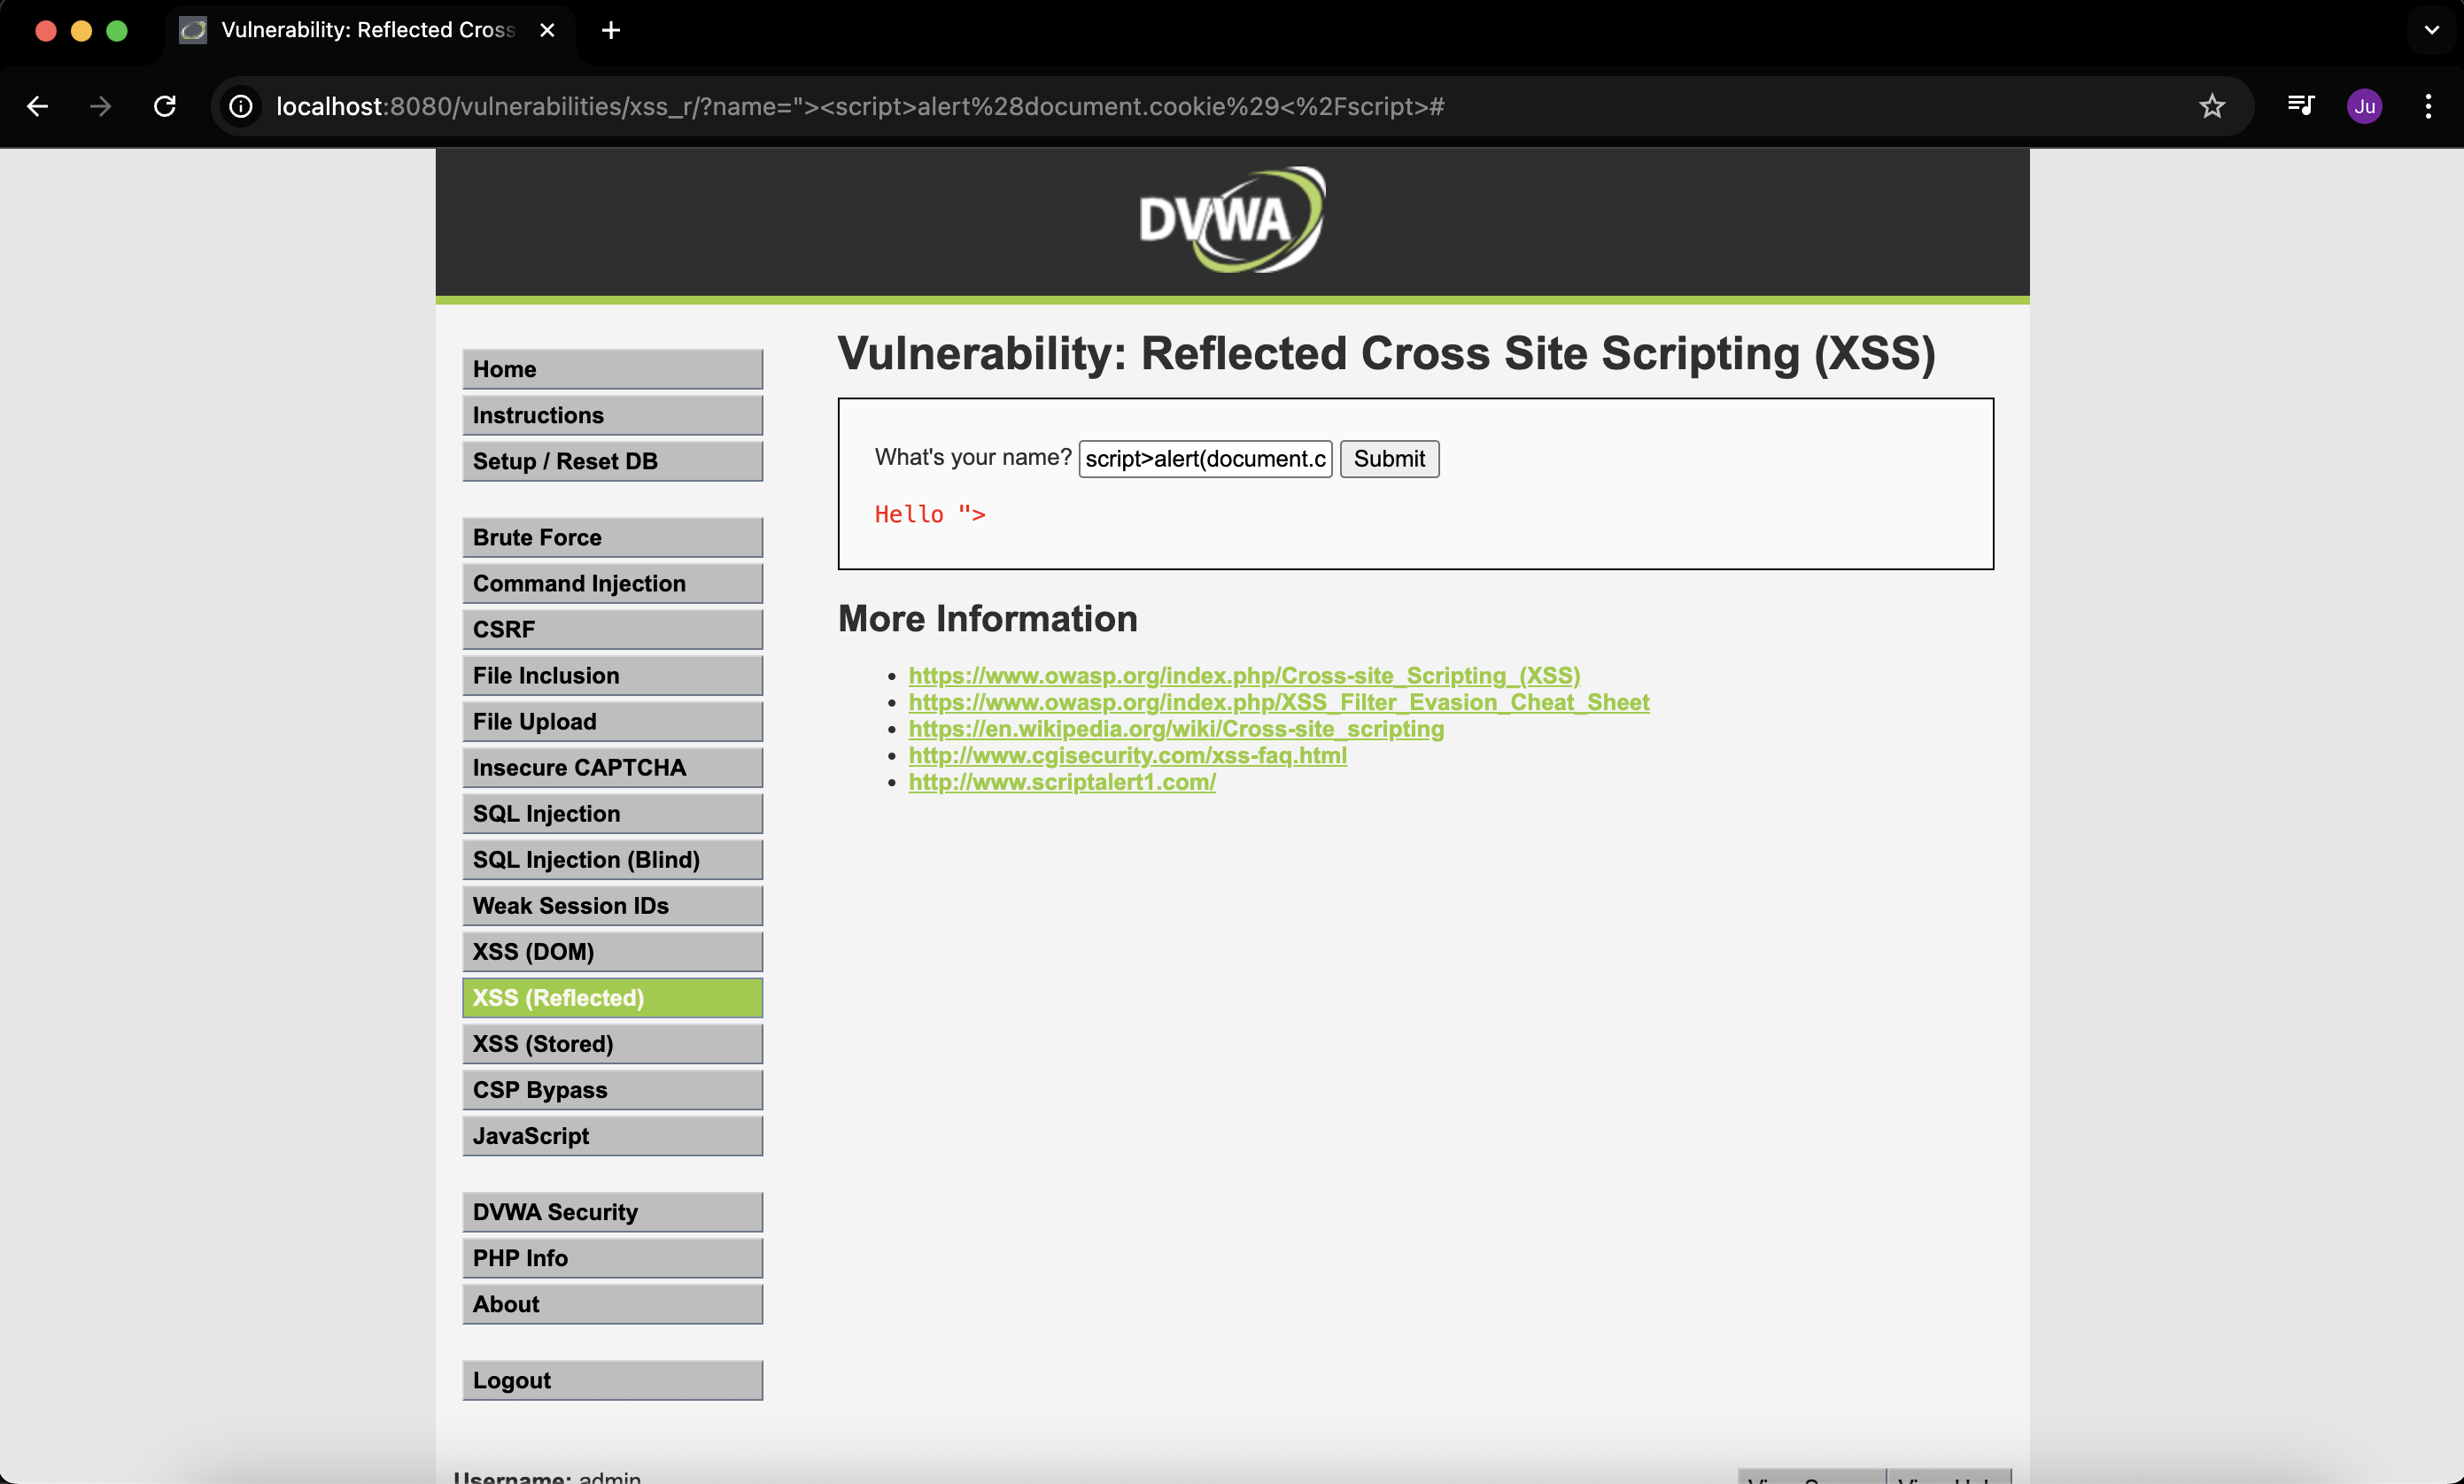 Vulnerability: Reflected Cross
localhost:8080/vulnerabilities/xss_r/?name="><script>alert%28document.cookie%29<%2Fscript>#
Ju
DVWA
Home
Instructions
Setup / Reset DB
Brute Force
Command Injection
CSRF
File Inclusion
File Upload
Insecure CAPTCHA
SQL Injection
SQL Injection (Blind)
Weak Session IDs
XSS (DOM)
XSS (Reflected)
XSS (Stored)
CSP Bypass
JavaScript
DVWA Security
PHP Info
About
Logout
Username: admin
Vulnerability: Reflected Cross Site Scripting (XSS)
What's your name? script>alert(document.c Submit
Hello ">
More Information
https://www.owasp.org/index.php/Cross-site_Scripting_(XSS)
https://www.owasp.org/index.php/XSS_Filter_Evasion_Cheat_Sheet
https://en.wikipedia.org/wiki/Cross-site_scripting
http://www.cgisecurity.com/xss-faq.html
http://www.scriptalert1.com/